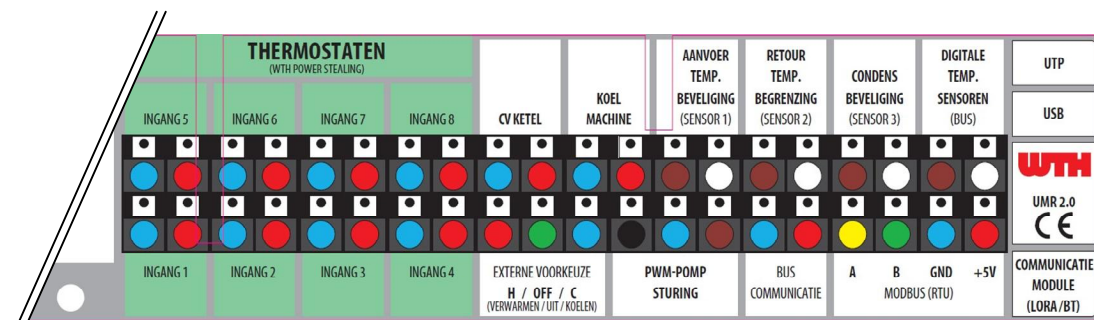 THERMOSTATEN
(WTH POWER STEALING)
INGANG 5
INGANG 6
INGANG 7
INGANG 8
CV KETEL
KOEL
MACHINE
AANVOER
TEMP.
BEVELIGING
(SENSOR 1)
RETOUR
TEMP.
BEGRENZING
(SENSOR 2)
CONDENS
BEVELIGING
(SENSOR 3)
DIGITALE
TEMP.
SENSOREN
(BUS)
UTP
USB
WTH
UMR 2.0
CE
INGANG 1
INGANG 2
INGANG 3
INGANG 4
EXTERNE VOORKEUZE
H / OFF / C
(VERWARMEN / UIT / KOELEN)
PWM-POMP
STURING
BUS
COMMUNICATIE
A B GND +5V
MODBUS (RTU)
COMMUNICATIE
MODULE
(LORA/BT)